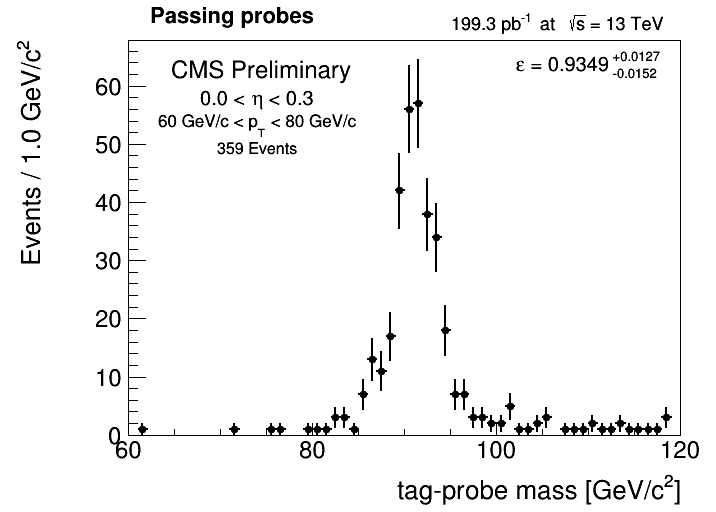 Passing probes
199.3 pb⁻¹ at √s = 13 TeV
CMS Preliminary
0.0 < η < 0.3
60 GeV/c < p_T < 80 GeV/c
359 Events
ε = 0.9349 +0.0127 -0.0152
Events / 1.0 GeV/c²
60
50
40
30
20
10
0
60 80 100 120
tag-probe mass [GeV/c²]